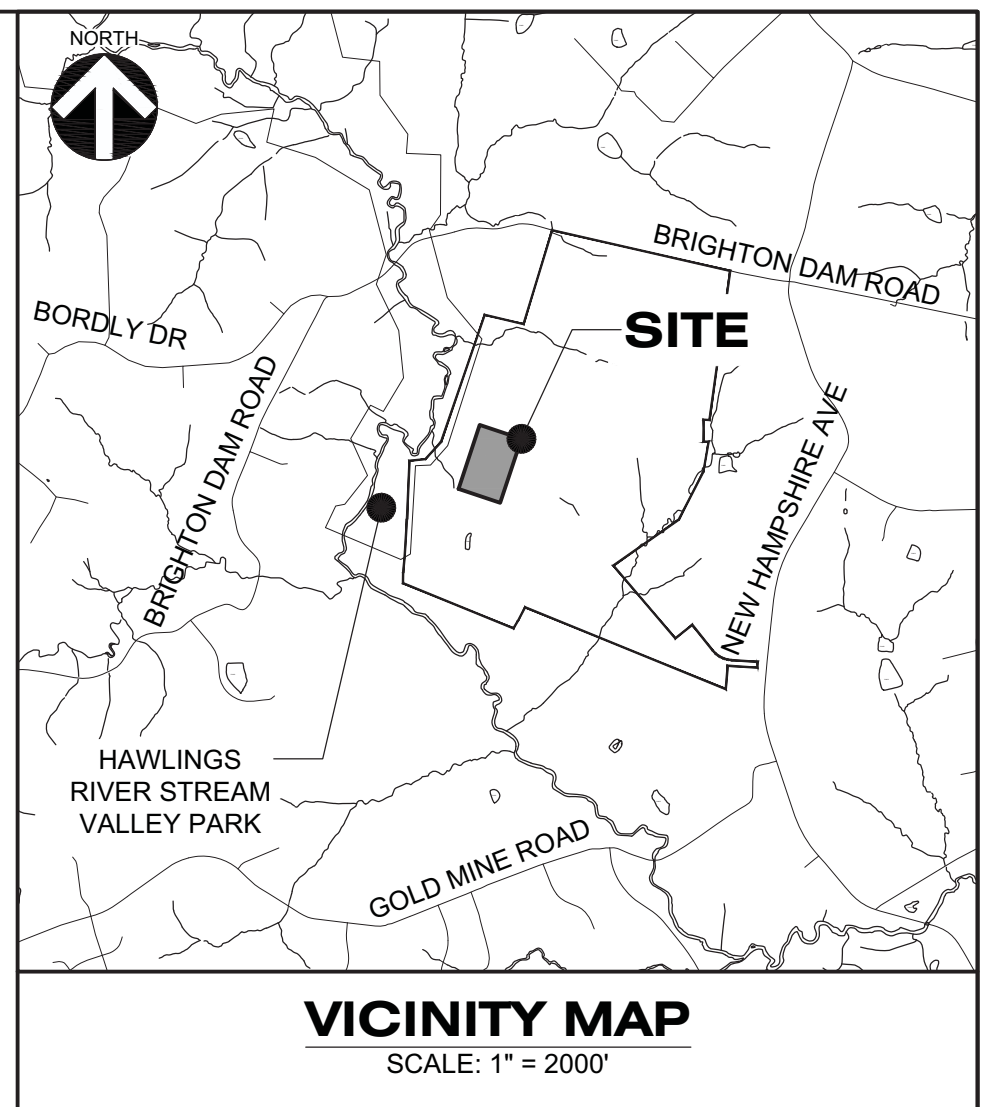 NORTH
BRIGHTON DAM ROAD
BORDLY DR
SITE
BRIGHTON DAM ROAD
NEW HAMPSHIRE AVE
HAWLINGS
RIVER STREAM
VALLEY PARK
GOLD MINE ROAD
VICINITY MAP
SCALE: 1" = 2000'